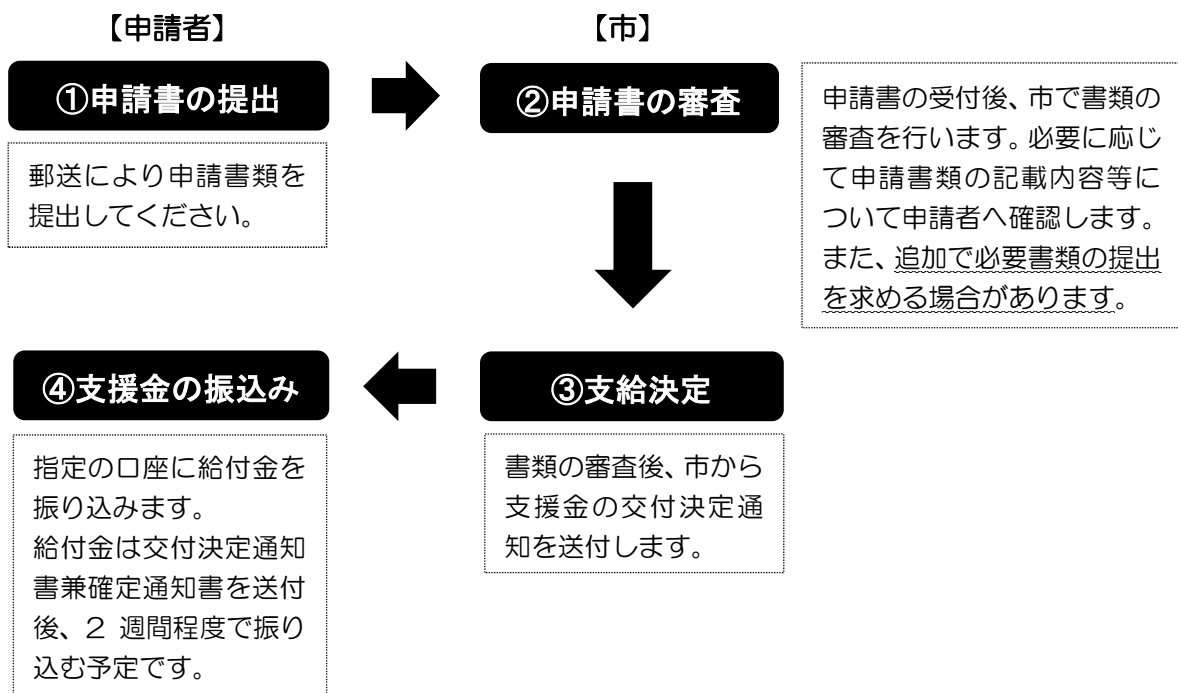 【申請者】
【市】
①申請書の提出
郵送により申請書類を
提出してください。
②申請書の審査
申請書の受付後、市で書類の
審査を行います。必要に応じ
て申請書類の記載内容等に
ついて申請者へ確認します。
また、追加で必要書類の提出
を求める場合があります。
③支給決定
書類の審査後、市から
支援金の交付決定通
知を送付します。
④支援金の振込み
指定の口座に給付金を
振り込みます。
給付金は交付決定通知
書兼確定通知書を送付
後、2 週間程度で振り
込む予定です。